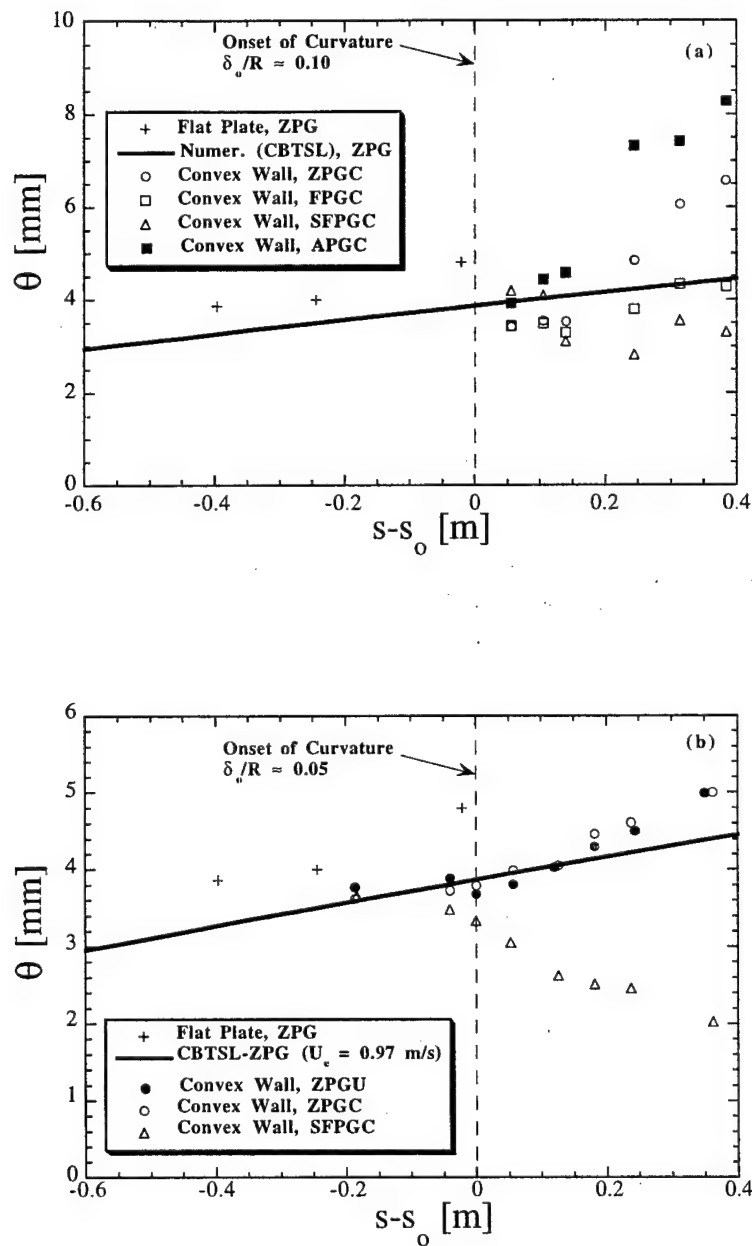 10
8
6
4
2
0
θ [mm]
Onset of Curvature
δₒ/R ≈ 0.10
(a)
+ Flat Plate, ZPG
Numer. (CBTSL), ZPG
Convex Wall, ZPGC
Convex Wall, FPGC
Convex Wall, SFPGC
Convex Wall, APGC
-0.6 -0.4 -0.2 0 0.2 0.4
s-sₒ [m]
6
5
4
3
2
1
0
θ [mm]
Onset of Curvature
δₒ/R ≈ 0.05
(b)
+ Flat Plate, ZPG
CBTSL-ZPG (Uₑ = 0.97 m/s)
Convex Wall, ZPGU
Convex Wall, ZPGC
Convex Wall, SFPGC
-0.6 -0.4 -0.2 0 0.2 0.4
s-sₒ [m]